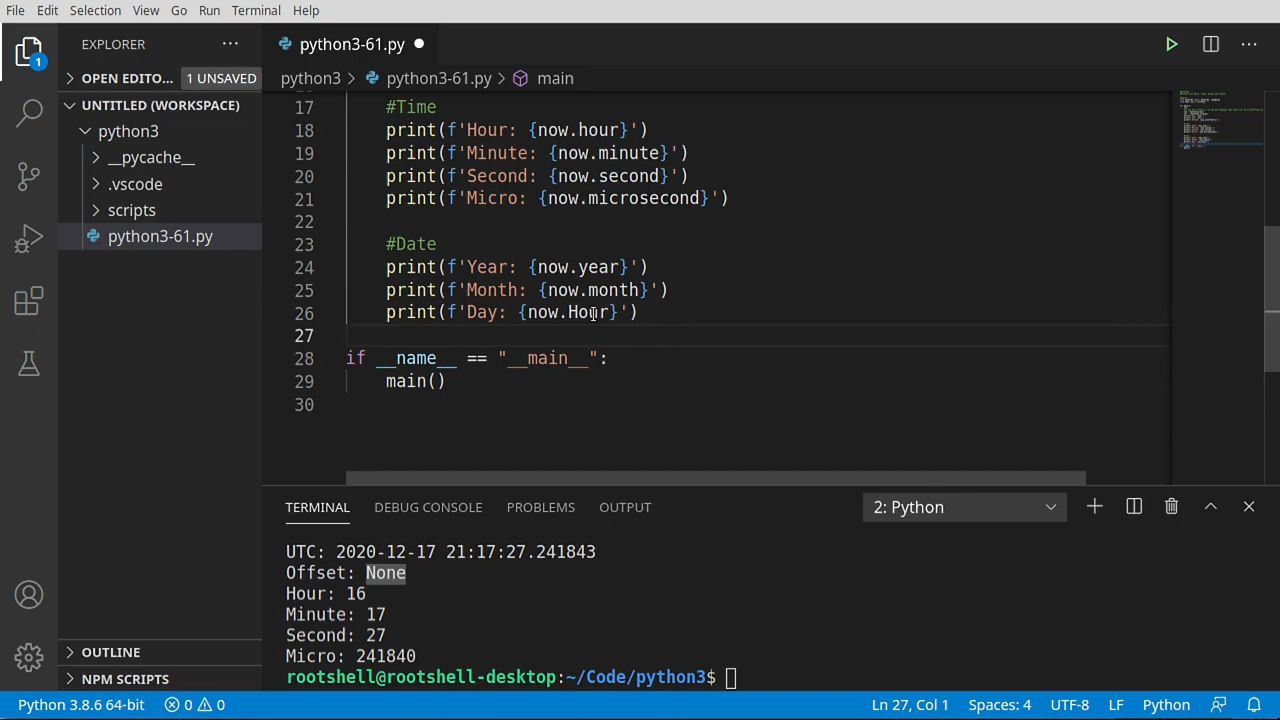 File Edit Selection View Go Run Terminal Help
EXPLORER
python3-61.py
1
OPEN EDITO... 1 UNSAVED
python3 > python3-61.py > main
UNTITLED (WORKSPACE)
python3
__pycache__
.vscode
scripts
python3-61.py
17 #Time
18 print(f'Hour: {now.hour}')
19 print(f'Minute: {now.minute}')
20 print(f'Second: {now.second}')
21 print(f'Micro: {now.microsecond}')
22
23 #Date
24 print(f'Year: {now.year}')
25 print(f'Month: {now.month}')
26 print(f'Day: {now.Hour}')
27
28 if __name__ == "__main__":
29 main()
30
TERMINAL DEBUG CONSOLE PROBLEMS OUTPUT 2: Python
UTC: 2020-12-17 21:17:27.241843
Offset: None
Hour: 16
Minute: 17
Second: 27
Micro: 241840
rootshell@rootshell-desktop:~/Code/python3$
OUTLINE
NPM SCRIPTS
Python 3.8.6 64-bit 0 0 Ln 27, Col 1 Spaces: 4 UTF-8 LF Python